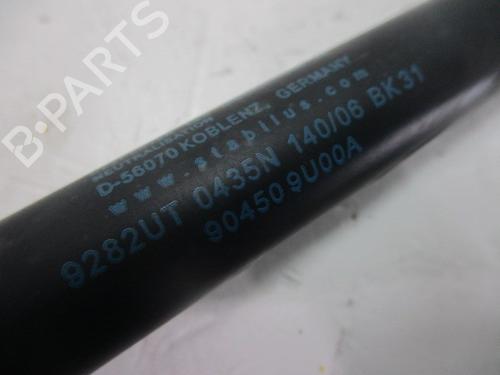 B-PARTS
NEUTRALISATION
D-56070 KOBLENZ, GERMANY
www.stabilus.com
9282UT 0435N 140/06 BK31
90450 9U00A